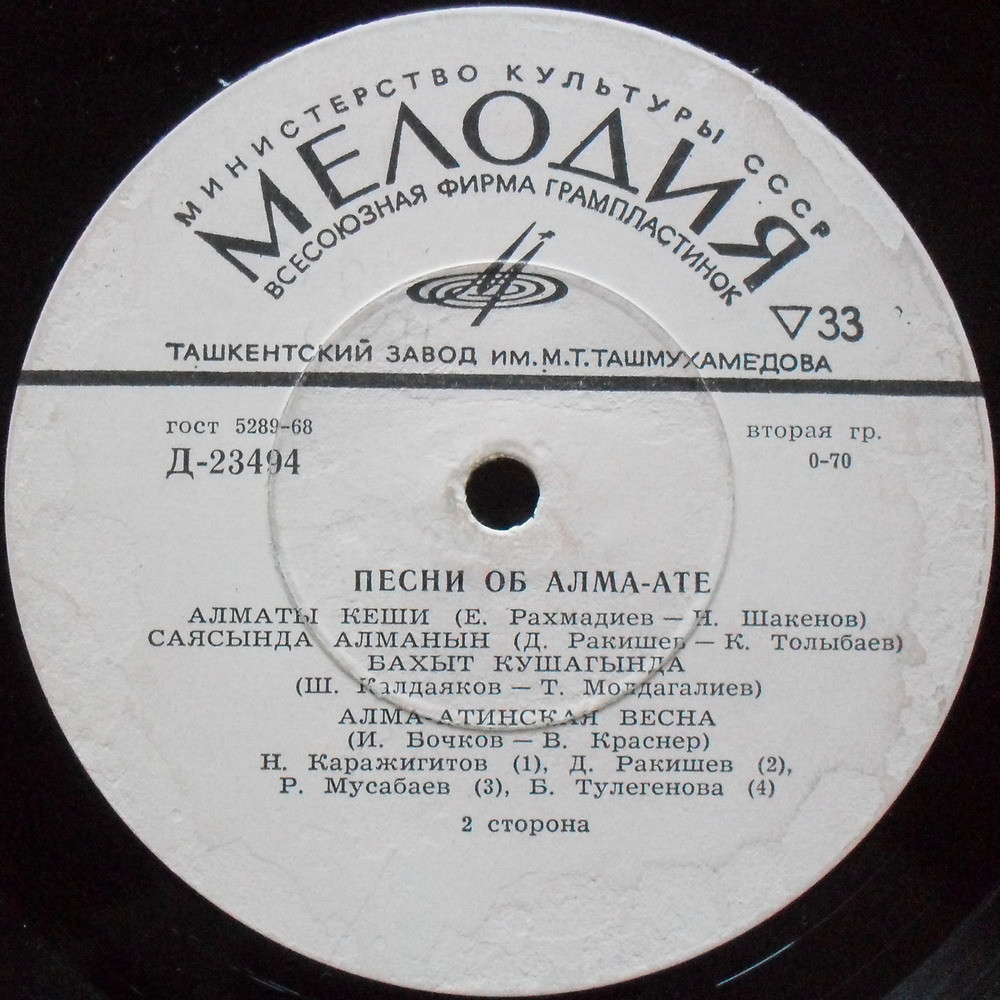 МИНИСТЕРСТВО КУЛЬТУРЫ СССР
МЕЛОДИЯ
ВСЕСОЮЗНАЯ ФИРМА ГРАМПЛАСТИНОК
33
ТАШКЕНТСКИЙ ЗАВОД ИМ. М.Т.ТАШМУХАМЕДОВА
гост 5289-68
вторая гр.
Д-23494
0-70
ПЕСНИ ОБ АЛМА-АТЕ
АЛМАТЫ КЕШИ (Е. Рахмадиев — Н. Шакенов)
САЯСЫНДА АЛМАНЫН (Д. Ракишев — К. Толыбаев)
БАХЫТ КУШАГЫНДА
(Ш. Калдаяков — Т. Молдагалиев)
АЛМА-АТИНСКАЯ ВЕСНА
(И. Бочков — В. Краснер)
Н. Каражигитов (1), Д. Ракишев (2),
Р. Мусабаев (3), Б. Тулегенова (4)
2 сторона